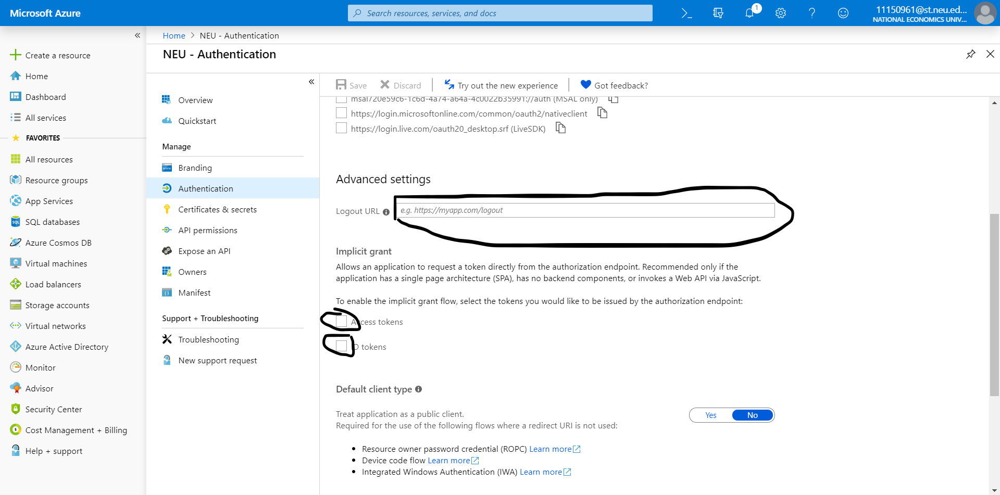 Microsoft Azure
Search resources, services, and docs
1
11150961@st.neu.ed...
NATIONAL ECONOMICS UNIV...
Create a resource
Home
Dashboard
All services
FAVORITES
All resources
Resource groups
App Services
SQL databases
Azure Cosmos DB
Virtual machines
Load balancers
Storage accounts
Virtual networks
Azure Active Directory
Monitor
Advisor
Security Center
Cost Management + Billing
Help + support
Home > NEU - Authentication
NEU - Authentication
Overview
Quickstart
Manage
Branding
Authentication
Certificates & secrets
API permissions
Expose an API
Owners
Manifest
Support + Troubleshooting
Troubleshooting
New support request
Save
Discard
Try out the new experience
Got feedback?
msal720e59c6-1c6d-4a74-a64a-4c0022b35991://auth (MSAL only)
https://login.microsoftonline.com/common/oauth2/nativeclient
https://login.live.com/oauth20_desktop.srf (LiveSDK)
Advanced settings
Logout URL
e.g. https://myapp.com/logout
Implicit grant
Allows an application to request a token directly from the authorization endpoint. Recommended only if the
application has a single page architecture (SPA), has no backend components, or invokes a Web API via JavaScript.
To enable the implicit grant flow, select the tokens you would like to be issued by the authorization endpoint:
Access tokens
ID tokens
Default client type
Treat application as a public client.
Required for the use of the following flows where a redirect URI is not used:
Yes
No
• Resource owner password credential (ROPC) Learn more
• Device code flow Learn more
• Integrated Windows Authentication (IWA) Learn more